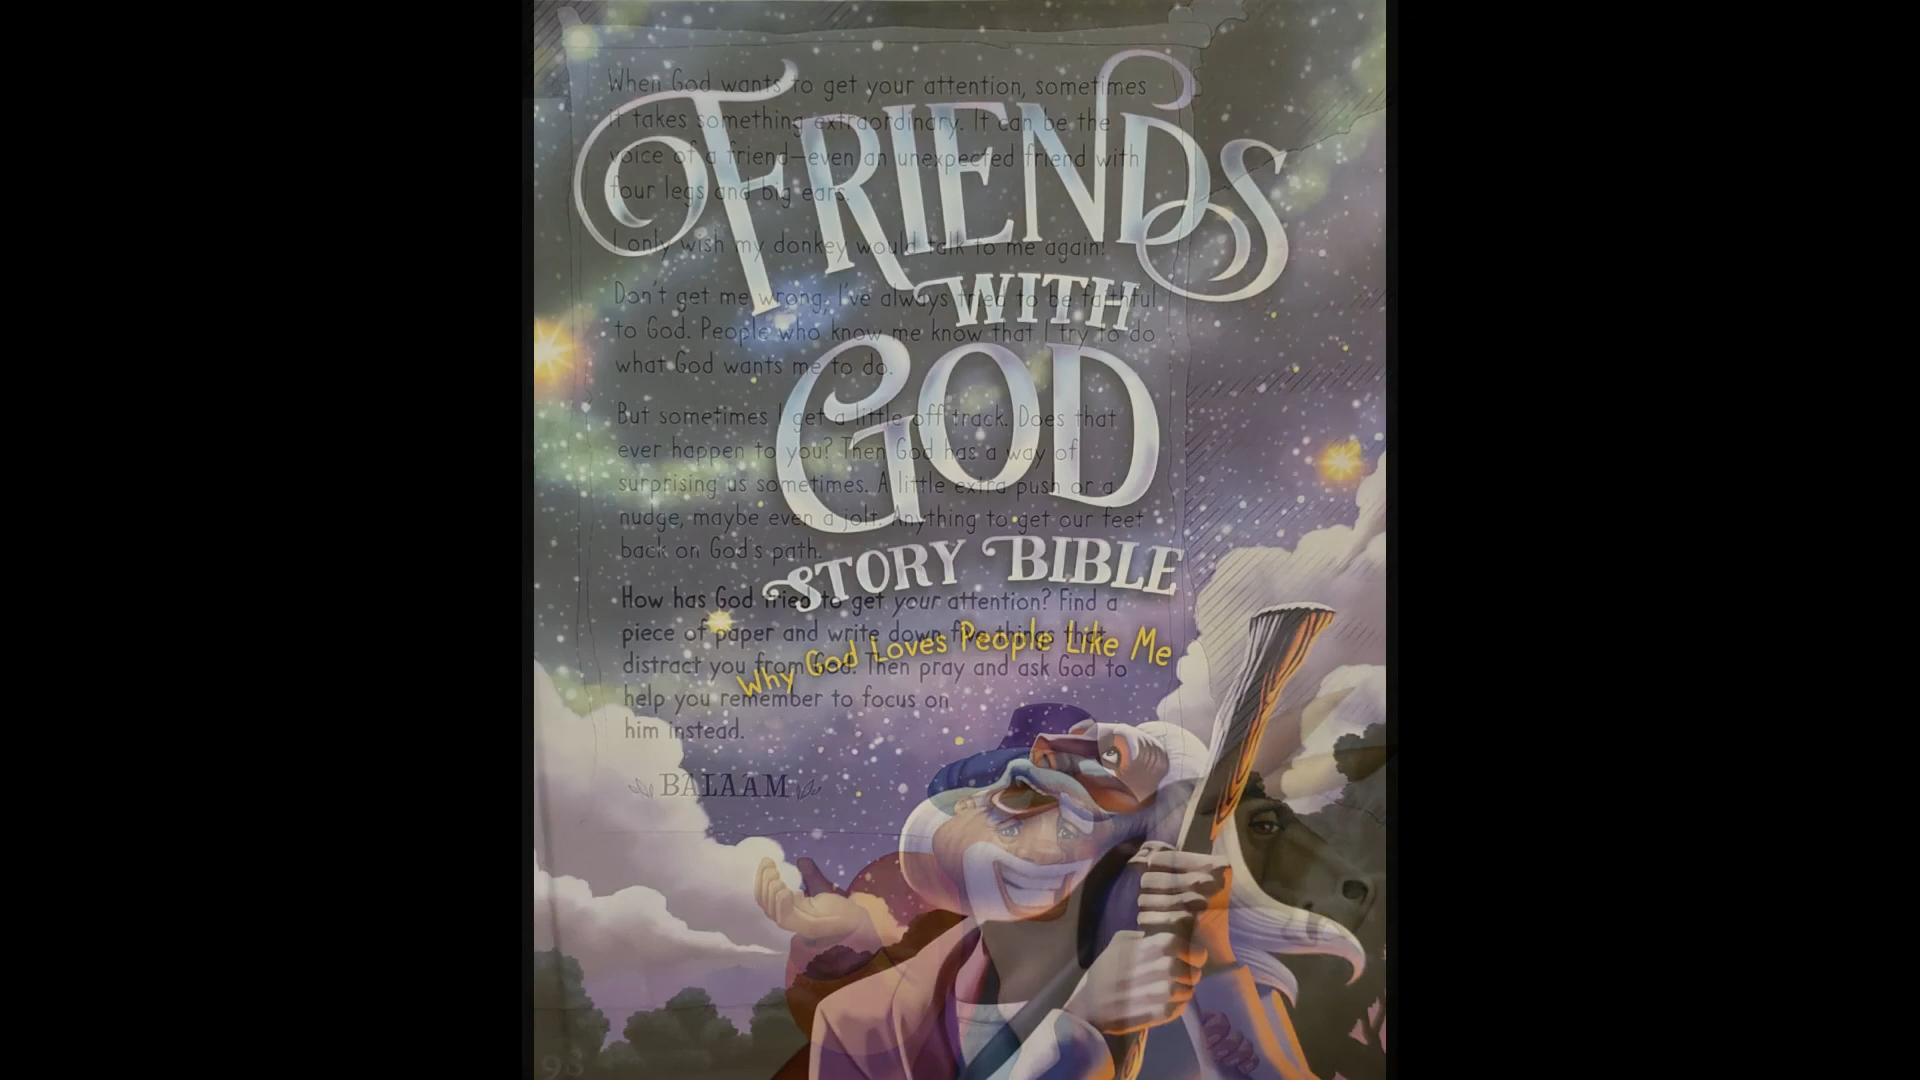 When God wants to get your attention, sometimes
it takes something extraordinary. It can be the
voice of a friend—even an unexpected friend with
four legs and big ears.
I only wish my donkey would talk to me again!
Don't get me wrong, I've always tried to be faithful
to God. People who know me know that I try to do
what God wants me to do.
But sometimes I get a little off track. Does that
ever happen to you? Then God has a way of
surprising us sometimes. A little extra push or a
nudge, maybe even a jolt. Anything to get our feet
back on God's path.
How has God tried to get your attention? Find a
piece of paper and write down five things that
distract you from God. Then pray and ask God to
help you remember to focus on
him instead.
BALAAM
FRIENDS
WITH
GOD
STORY BIBLE
Why God Loves People Like Me
98